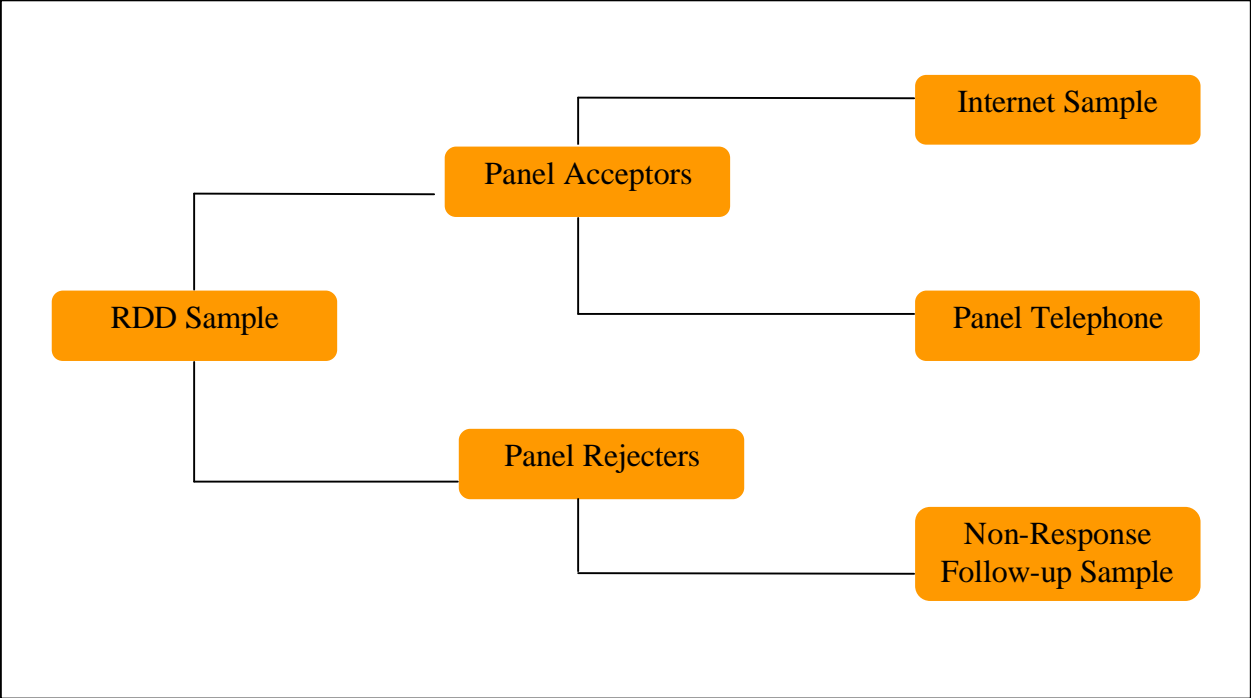 Internet Sample
Panel Acceptors
RDD Sample
Panel Telephone
Panel Rejecters
Non-Response
Follow-up Sample